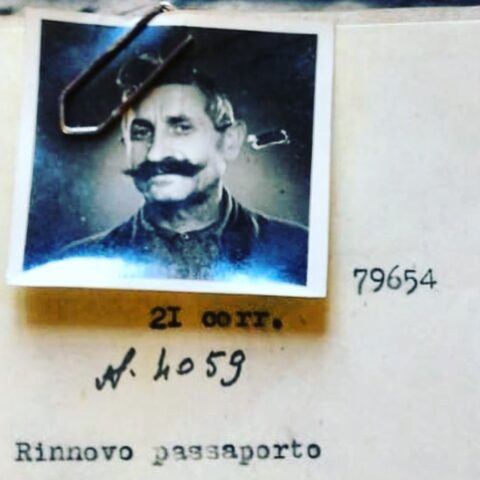 79654
21 corr.
N. 4059
Rinnovo passaporto